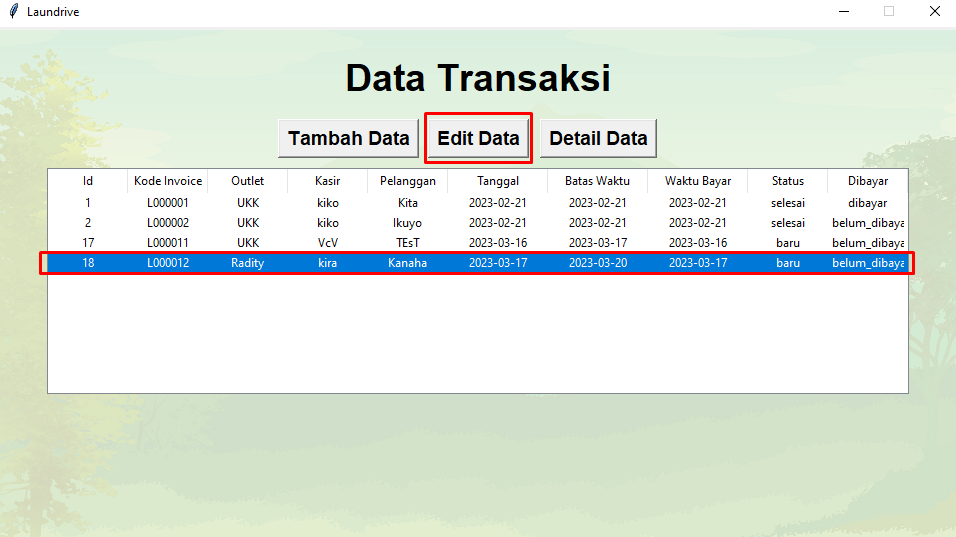 Laundrive
Data Transaksi
Tambah Data Edit Data Detail Data
Id Kode Invoice Outlet Kasir Pelanggan Tanggal Batas Waktu Waktu Bayar Status Dibayar
1 L000001 UKK kiko Kita 2023-02-21 2023-02-21 2023-02-21 selesai dibayar
2 L000002 UKK kiko Ikuyo 2023-02-21 2023-02-21 2023-02-21 selesai belum_dibaya
17 L000011 UKK VcV TEsT 2023-03-16 2023-03-17 2023-03-16 baru belum_dibaya
18 L000012 Radity kira Kanaha 2023-03-17 2023-03-20 2023-03-17 baru belum_dibaya